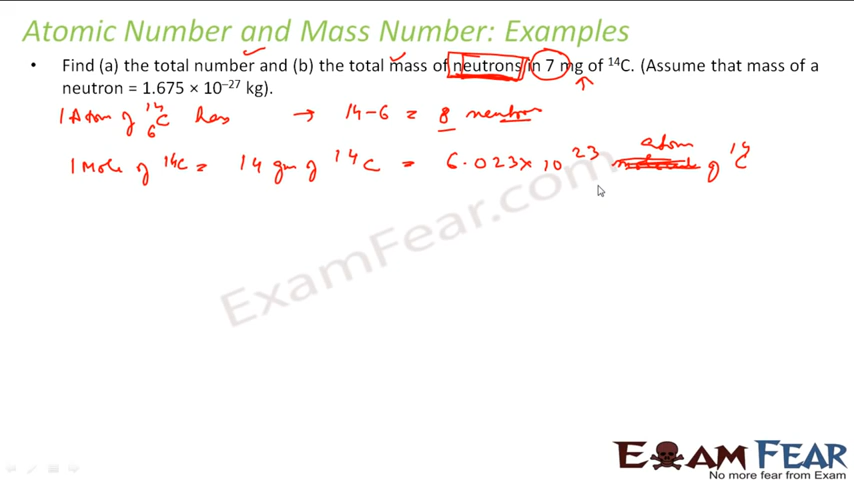 Atomic Number and Mass Number: Examples
• Find (a) the total number and (b) the total mass of neutrons in 7 mg of ¹⁴C. (Assume that mass of a
neutron = 1.675 × 10⁻²⁷ kg).
1 Atom of ¹⁴₆C has → 14-6 = 8 neutron
1 Mole of ¹⁴C = 14 gm of ¹⁴C = 6.023×10²³ atom of ¹⁴C
ExamFear.com
EXAM FEAR
No more fear from Exam